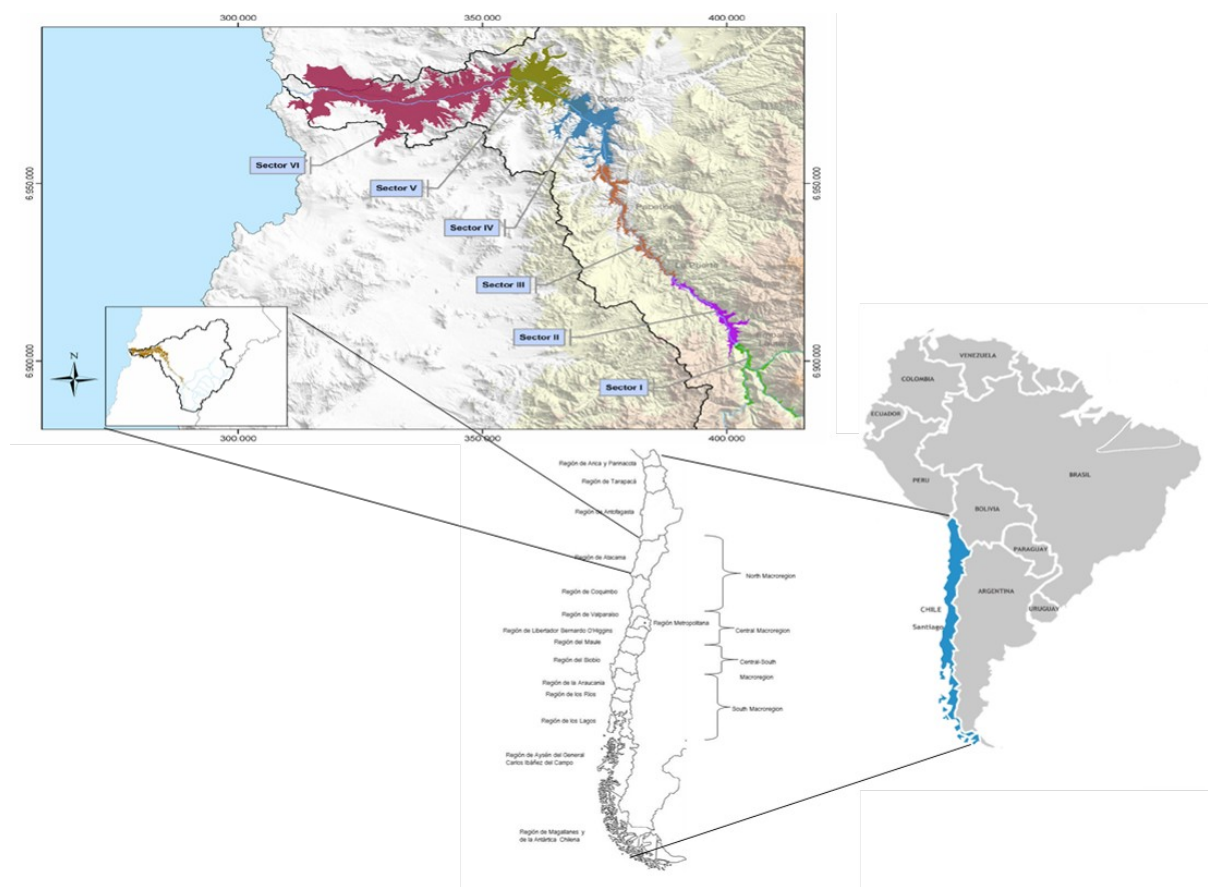 300 000 350 000 400 000
6.950 000
6.950 000
6.900 000
6.900 000
Sector VI
Sector V
Sector IV
Sector III
Sector II
Sector I
N
300 000 350 000 400 000
Región de Arica y Parinacota
Región de Tarapacá
Región de Antofagasta
Región de Atacama
Región de Coquimbo
Región de Valparaíso
Región Metropolitana
Región de Libertador Bernardo O'Higgins
Región del Maule
Región del Biobío
Región de la Araucanía
Región de los Ríos
Región de los Lagos
Región de Aysén del General
Carlos Ibáñez del Campo
Región de Magallanes y
de la Antártica Chilena
North Macroregion
Central Macroregion
Central-South
Macroregion
South Macroregion
VENEZUELA
COLOMBIA
ECUADOR
PERU
BRASIL
BOLIVIA
PARAGUAY
CHILE
Santiago
ARGENTINA
URUGUAY